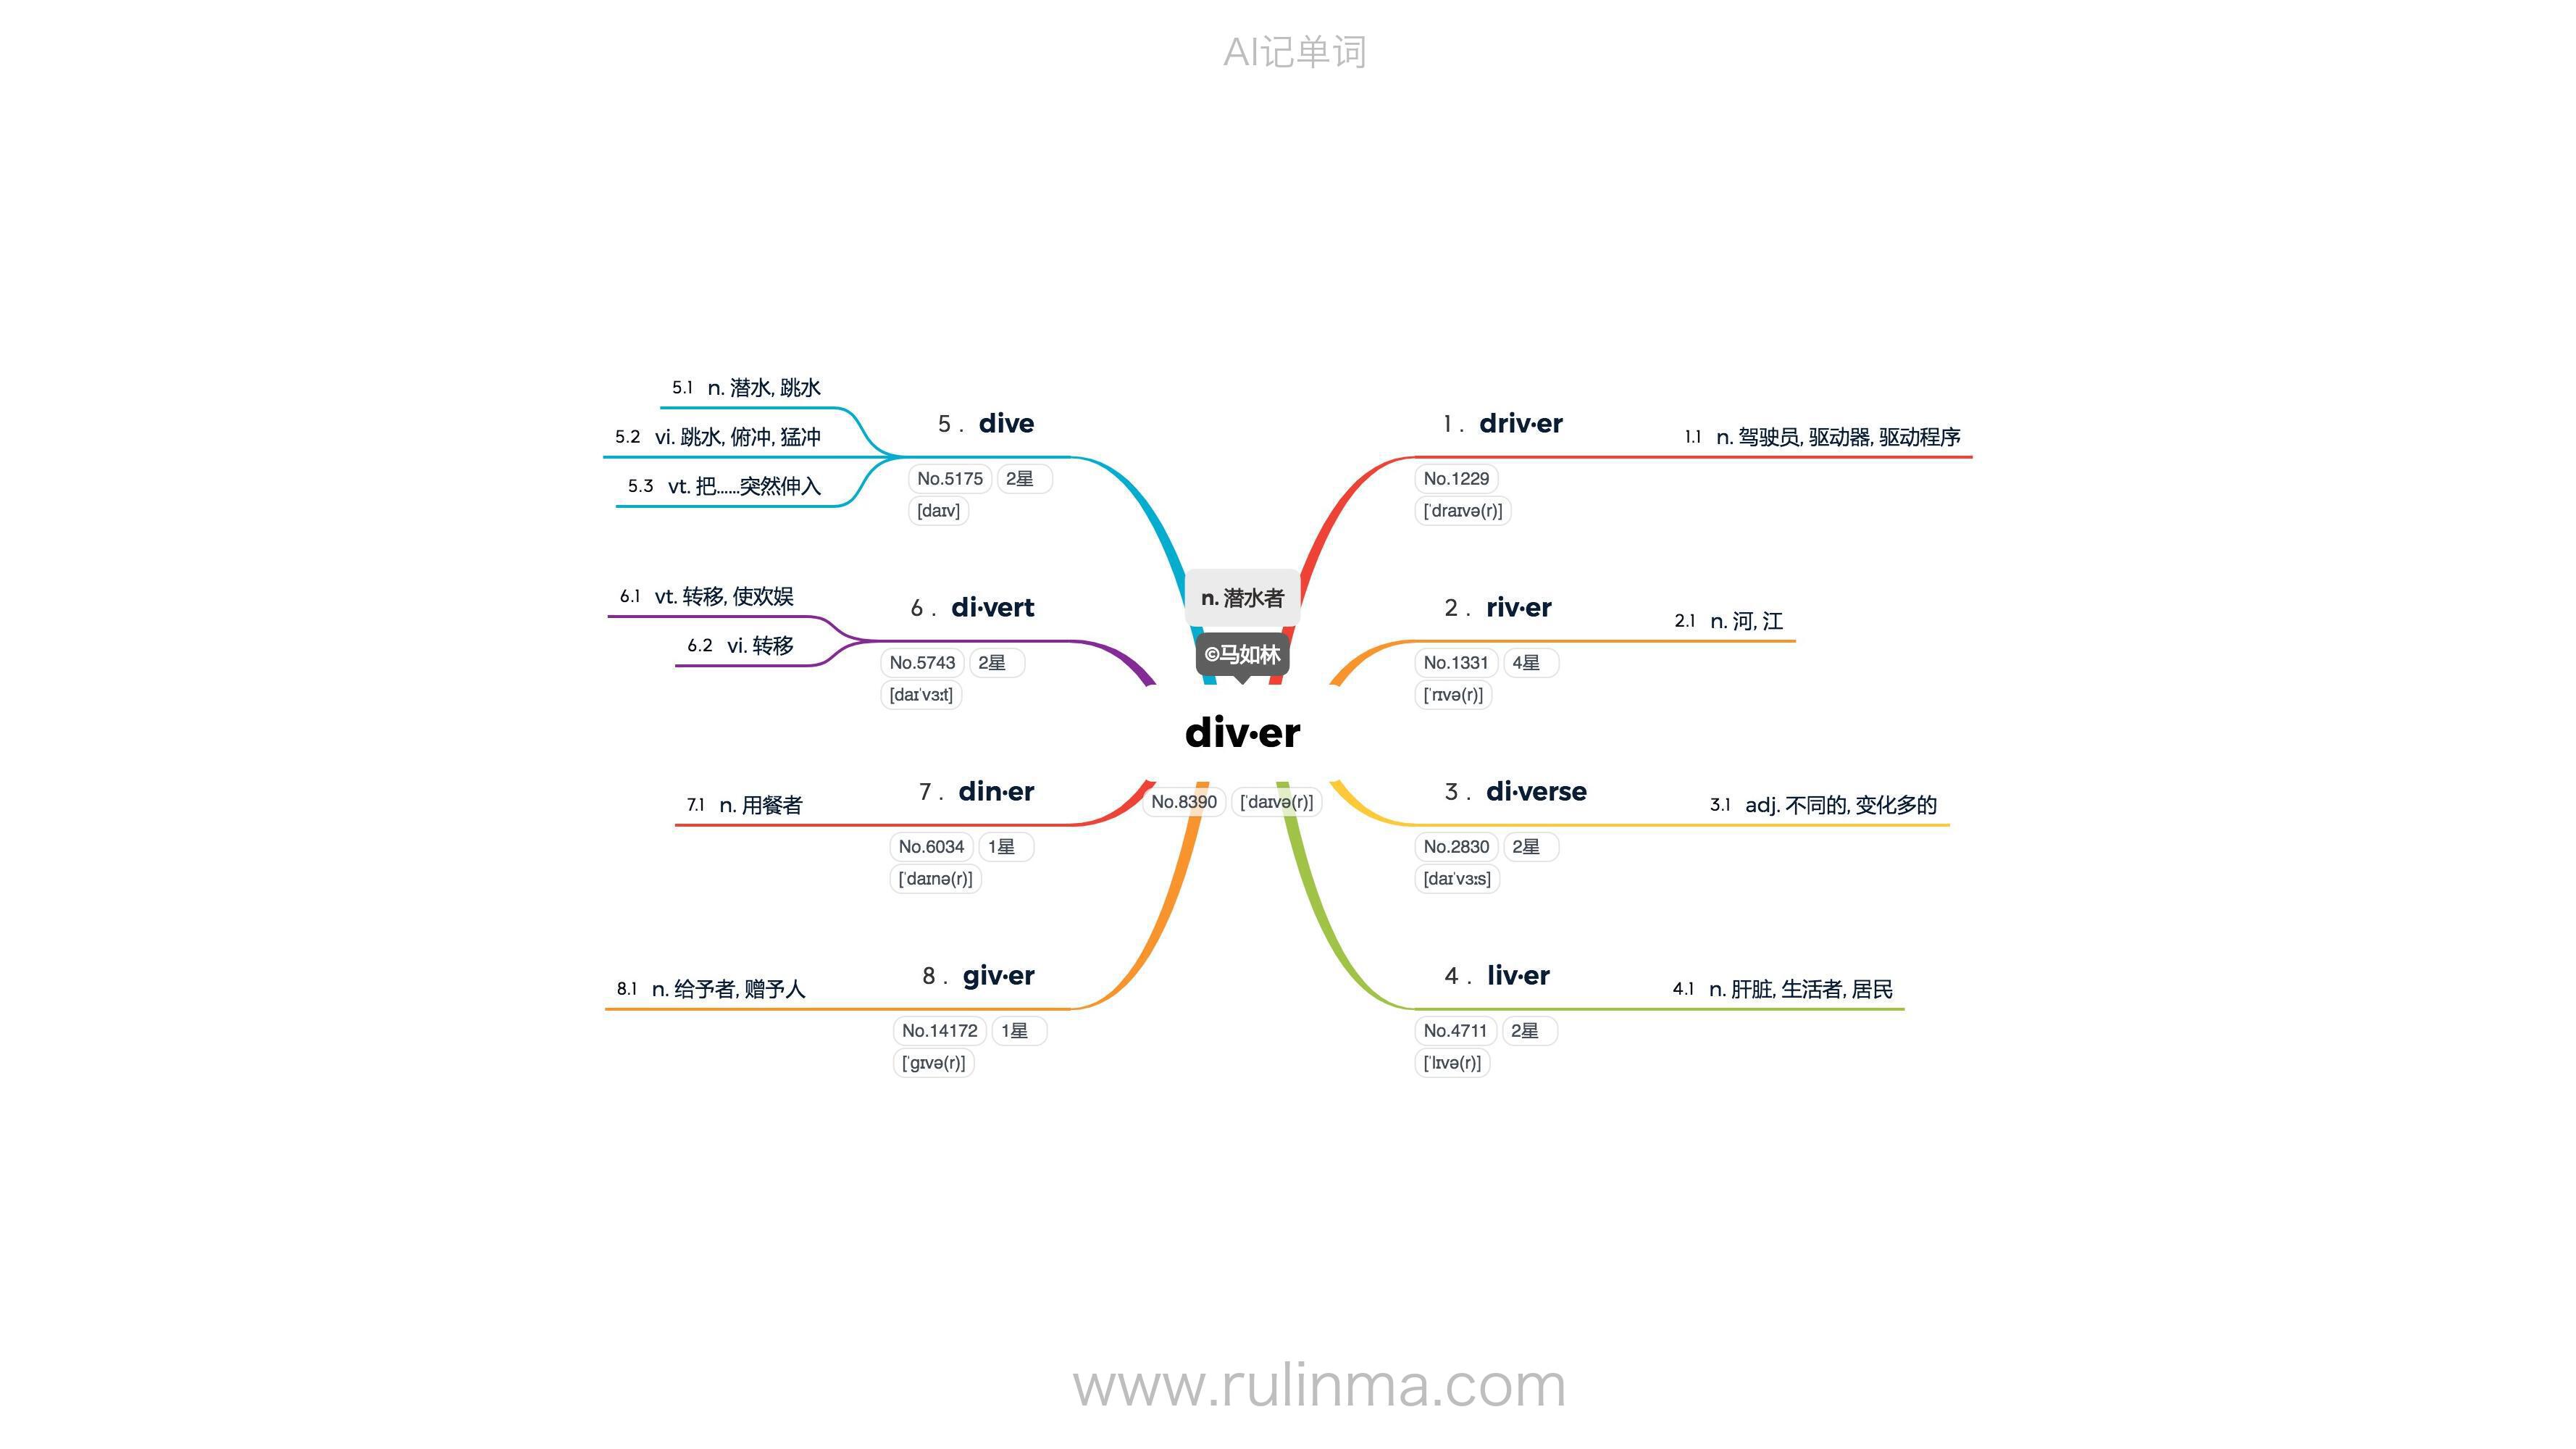 AI记单词
n. 潜水者
©马如林
div·er
No.8390 [ˈdaɪvə(r)]
1 . driv·er
No.1229
[ˈdraɪvə(r)]
1.1 n. 驾驶员, 驱动器, 驱动程序
2 . riv·er
No.1331 4星
[ˈrɪvə(r)]
2.1 n. 河, 江
3 . di·verse
No.2830 2星
[daɪˈvɜːs]
3.1 adj. 不同的, 变化多的
4 . liv·er
No.4711 2星
[ˈlɪvə(r)]
4.1 n. 肝脏, 生活者, 居民
5 . dive
No.5175 2星
[daɪv]
5.1 n. 潜水, 跳水
5.2 vi. 跳水, 俯冲, 猛冲
5.3 vt. 把……突然伸入
6 . di·vert
No.5743 2星
[daɪˈvɜːt]
6.1 vt. 转移, 使欢娱
6.2 vi. 转移
7 . din·er
No.6034 1星
[ˈdaɪnə(r)]
7.1 n. 用餐者
8 . giv·er
No.14172 1星
[ˈgɪvə(r)]
8.1 n. 给予者, 赠予人
www.rulinma.com